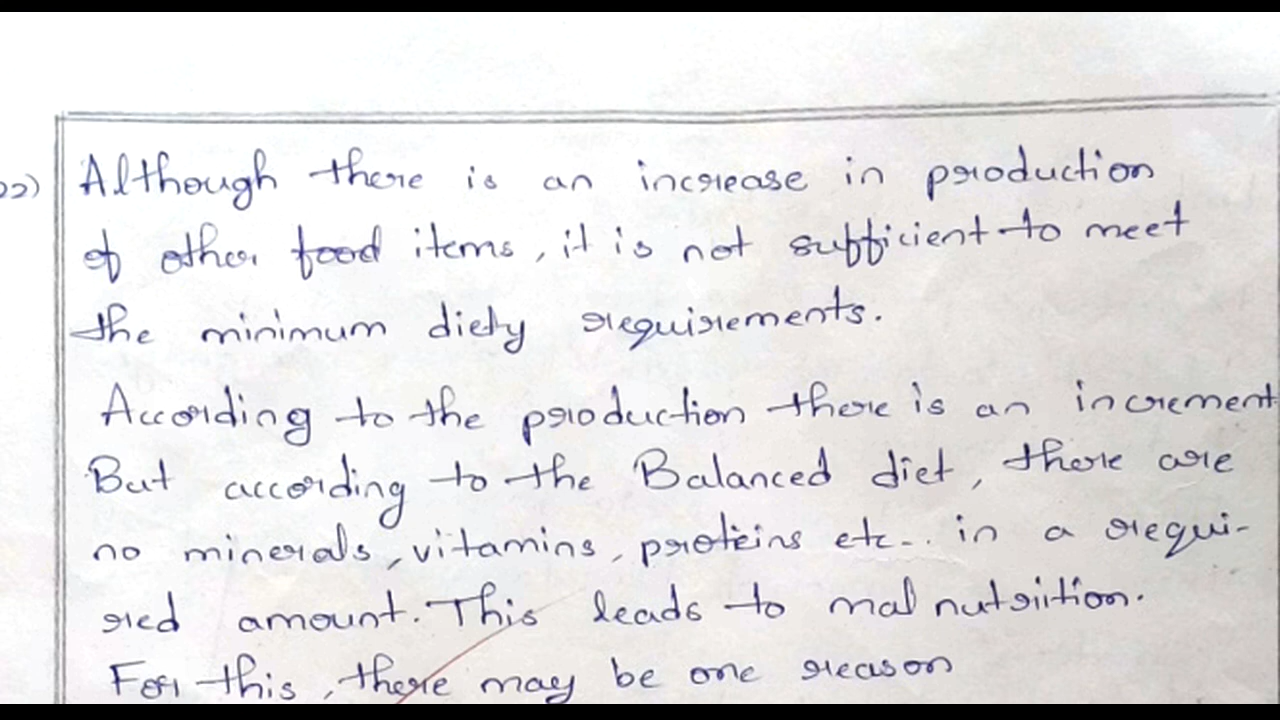 22) Although there is an increase in production
of other food items, it is not sufficient to meet
the minimum diety requirements.
According to the production there is an increment
But according to the Balanced diet, there are
no minerals, vitamins, proteins etc.. in a requi-
red amount. This leads to mal nutrition.
For this, there may be one reason